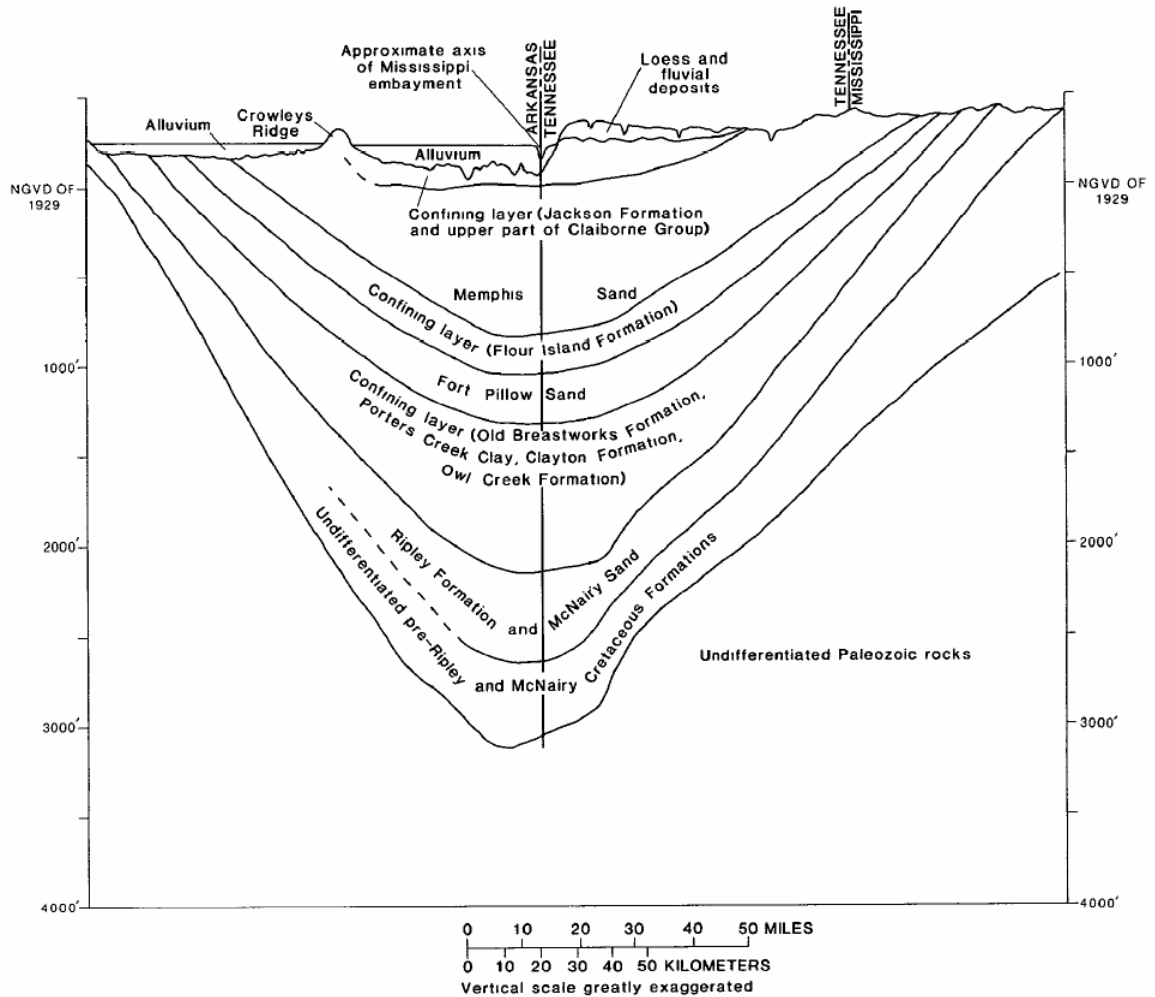 Approximate axis
of Mississippi
embayment
ARKANSAS
TENNESSEE
Loess and
fluvial
deposits
TENNESSEE
MISSISSIPPI
Crowleys
Ridge
Alluvium
Alluvium
NGVD OF
1929
NGVD OF
1929
Confining layer (Jackson Formation
and upper part of Claiborne Group)
Memphis Sand
Confining layer (Flour Island Formation)
1000′
1000′
Fort Pillow Sand
Confining layer (Old Breastworks Formation,
Porters Creek Clay, Clayton Formation,
Owl Creek Formation)
2000′
2000′
Ripley Formation and McNairy Sand
Undifferentiated pre-Ripley and McNairy Cretaceous Formations
Undifferentiated Paleozoic rocks
3000′
3000′
4000′
4000′
0 10 20 30 40 50 MILES
0 10 20 30 40 50 KILOMETERS
Vertical scale greatly exaggerated